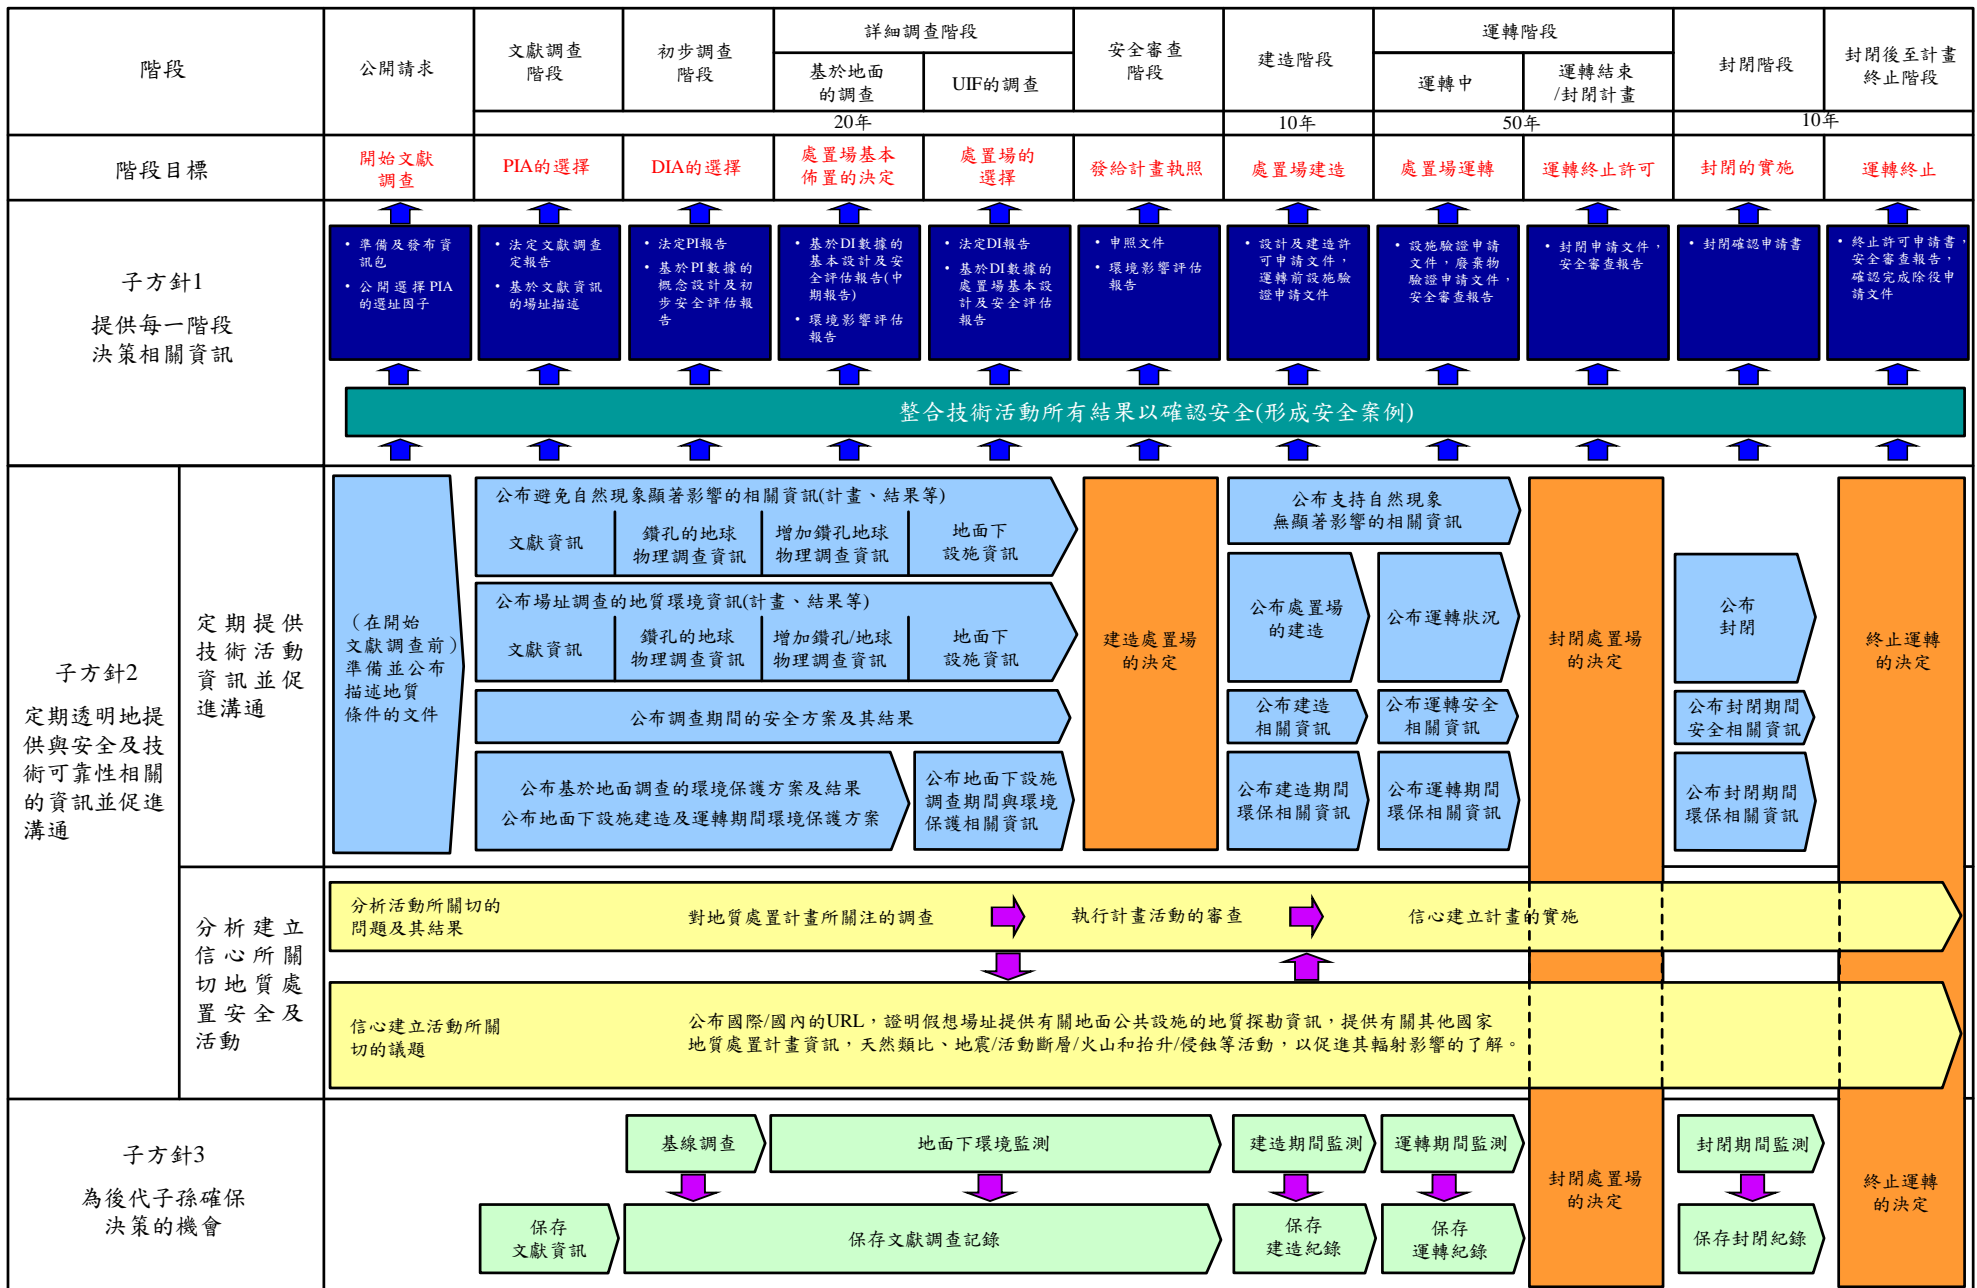 階段
公開請求
文獻調查
階段
初步調查
階段
詳細調查階段
基於地面
的調查
UIF的調查
安全審查
階段
建造階段
運轉階段
運轉中
運轉結束
/封閉計畫
封閉階段
封閉後至計畫
終止階段
20年
10年
50年
10年
階段目標
開始文獻
調查
PIA的選擇
DIA的選擇
處置場基本
佈置的決定
處置場的
選擇
發給計畫執照
處置場建造
處置場運轉
運轉終止許可
封閉的實施
運轉終止
子方針1
提供每一階段
決策相關資訊
• 準備及發布資
訊包
• 公開選擇PIA
的選址因子
• 法定文獻調查
定報告
• 基於文獻資訊
的場址描述
• 法定PI報告
• 基於PI數據的
概念設計及初
步安全評估報
告
• 基於DI數據的
基本設計及安
全評估報告(中
期報告)
• 環境影響評估
報告
• 法定DI報告
• 基於DI數據的
處置場基本設
計及安全評估
報告
• 申照文件
• 環境影響評估
報告
• 設計及建造許
可申請文件，
運轉前設施驗
證申請文件
• 設施驗證申請
文件，廢棄物
驗證申請文件，
安全審查報告
• 封閉申請文件，
安全審查報告
• 封閉確認申請書
• 終止許可申請書，
安全審查報告，
確認完成除役申
請文件
整合技術活動所有結果以確認安全(形成安全案例)
子方針2
定期透明地提
供與安全及技
術可靠性相關
的資訊並促進
溝通
定期提供
技術活動
資訊並促
進溝通
（在開始
文獻調查前）
準備並公布
描述地質
條件的文件
公布避免自然現象顯著影響的相關資訊(計畫、結果等)
文獻資訊
鑽孔的地球
物理調查資訊
增加鑽孔地球
物理調查資訊
地面下
設施資訊
公布場址調查的地質環境資訊(計畫、結果等)
文獻資訊
鑽孔的地球
物理調查資訊
增加鑽孔/地球
物理調查資訊
地面下
設施資訊
公布調查期間的安全方案及其結果
公布基於地面調查的環境保護方案及結果
公布地面下設施建造及運轉期間環境保護方案
公布地面下設施
調查期間與環境
保護相關資訊
建造處置場
的決定
公布支持自然現象
無顯著影響的相關資訊
公布處置場
的建造
公布運轉狀況
公布建造
相關資訊
公布運轉安全
相關資訊
公布建造期間
環保相關資訊
公布運轉期間
環保相關資訊
封閉處置場
的決定
公布
封閉
公布封閉期間
安全相關資訊
公布封閉期間
環保相關資訊
終止運轉
的決定
分析建立
信心所關
切地質處
置安全及
活動
分析活動所關切的
問題及其結果
對地質處置計畫所關注的調查
執行計畫活動的審查
信心建立計畫的實施
信心建立活動所關
切的議題
公布國際/國內的URL，證明假想場址提供有關地面公共設施的地質探勘資訊，提供有關其他國家
地質處置計畫資訊，天然類比、地震/活動斷層/火山和抬升/侵蝕等活動，以促進其輻射影響的了解。
子方針3
為後代子孫確保
決策的機會
基線調查
地面下環境監測
建造期間監測
運轉期間監測
封閉處置場
的決定
封閉期間監測
終止運轉
的決定
保存
文獻資訊
保存文獻調查記錄
保存
建造紀錄
保存
運轉紀錄
保存封閉紀錄